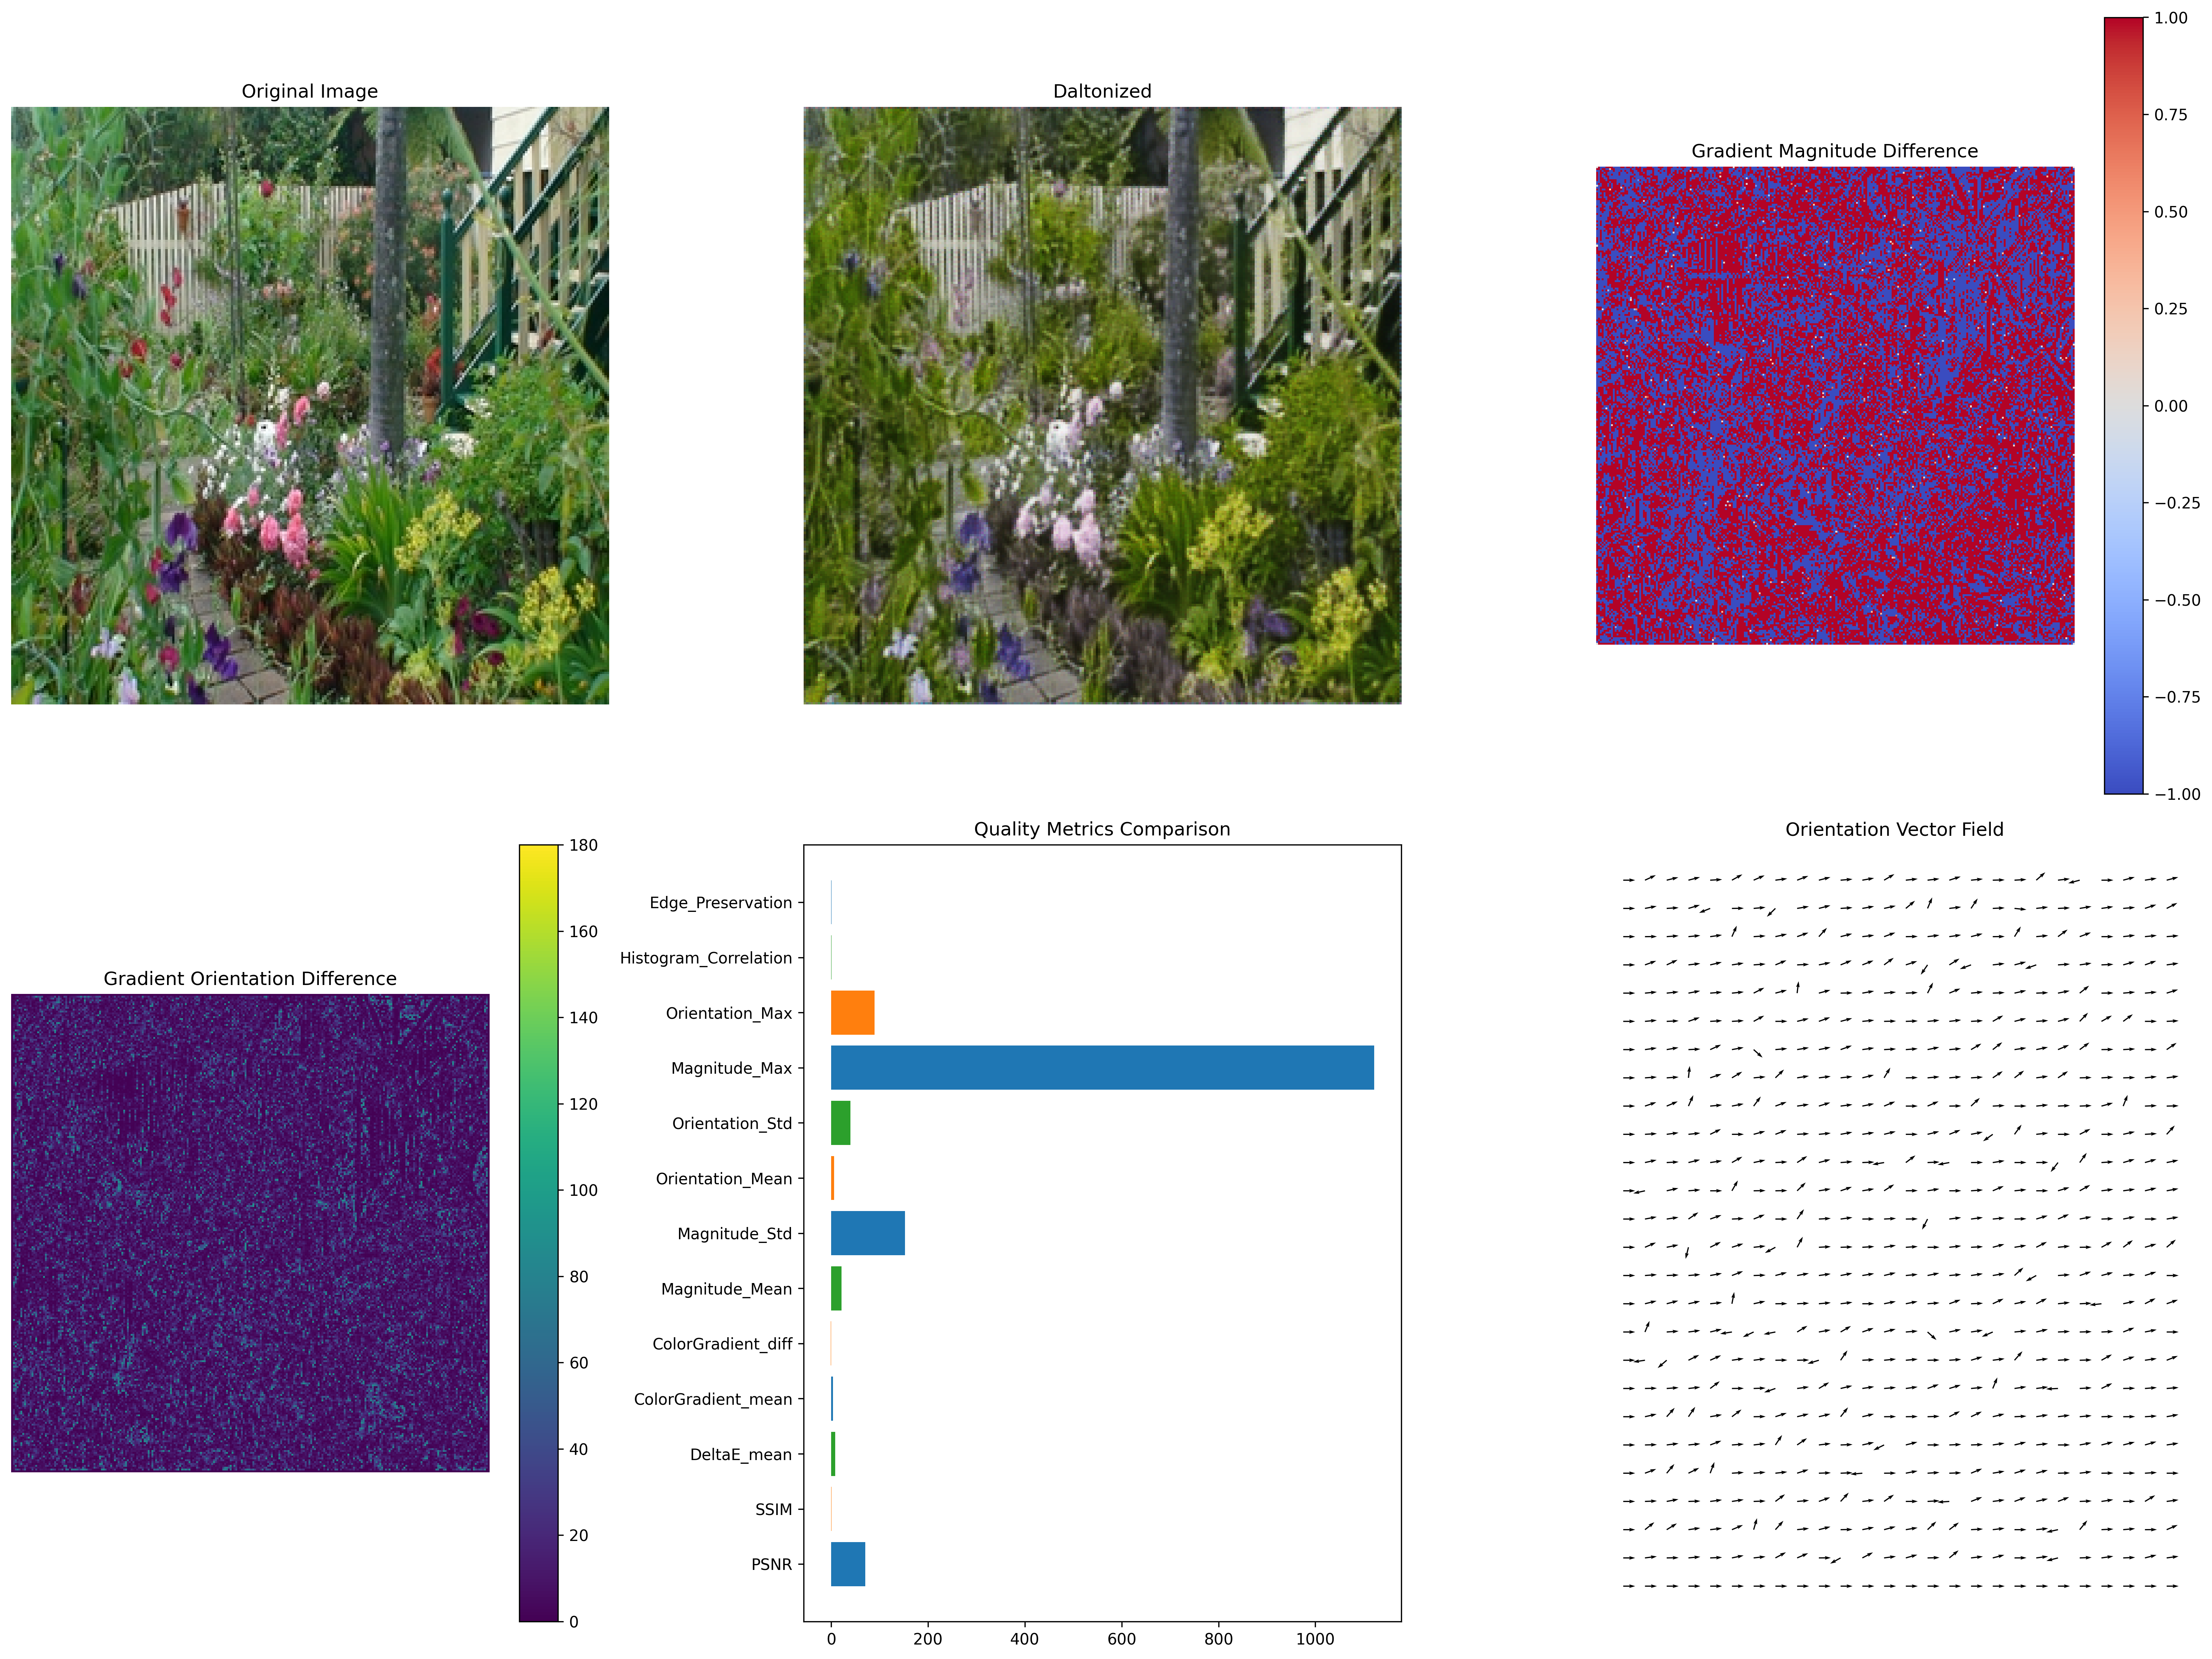 Original Image
Daltonized
Gradient Magnitude Difference
1.00
0.75
0.50
0.25
0.00
−0.25
−0.50
−0.75
−1.00
Gradient Orientation Difference
180
160
140
120
100
80
60
40
20
0
Quality Metrics Comparison
Edge_Preservation
Histogram_Correlation
Orientation_Max
Magnitude_Max
Orientation_Std
Orientation_Mean
Magnitude_Std
Magnitude_Mean
ColorGradient_diff
ColorGradient_mean
DeltaE_mean
SSIM
PSNR
0 200 400 600 800 1000
Orientation Vector Field